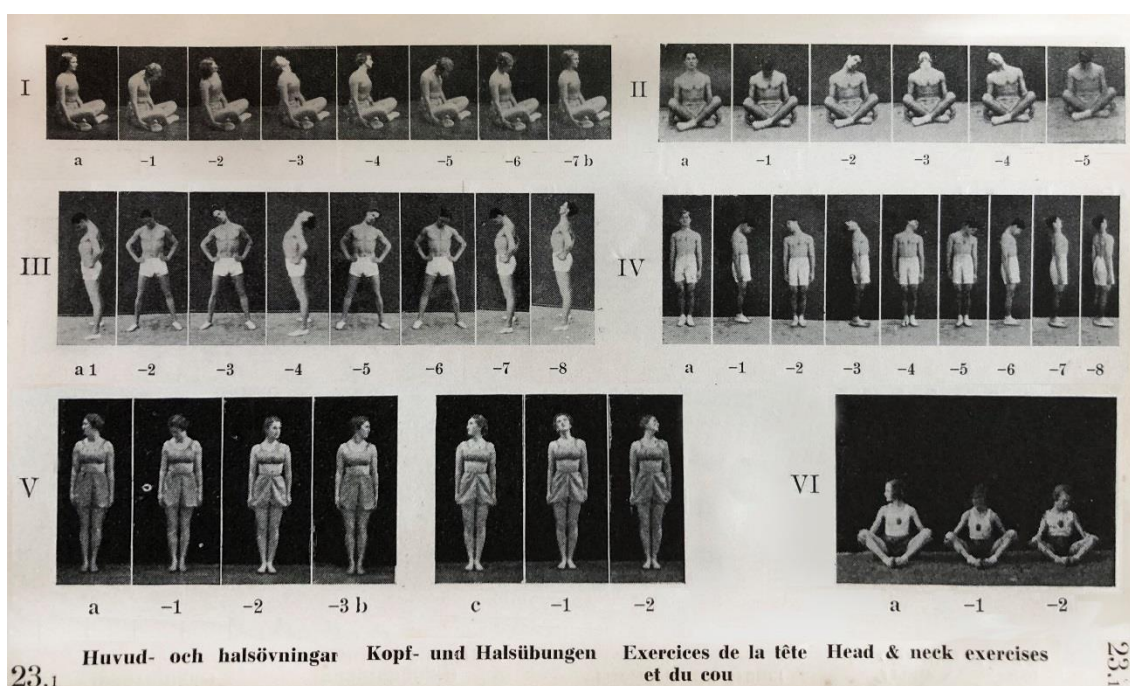 I
II
a -1 -2 -3 -4 -5 -6 -7 b
a -1 -2 -3 -4 -5
III
IV
a 1 -2 -3 -4 -5 -6 -7 -8
a -1 -2 -3 -4 -5 -6 -7 -8
V
VI
a -1 -2 -3 b
c -1 -2
a -1 -2
Huvud- och halsövningar
Kopf- und Halsübungen
Exercices de la tête
et du cou
Head & neck exercises
23.1
23.1